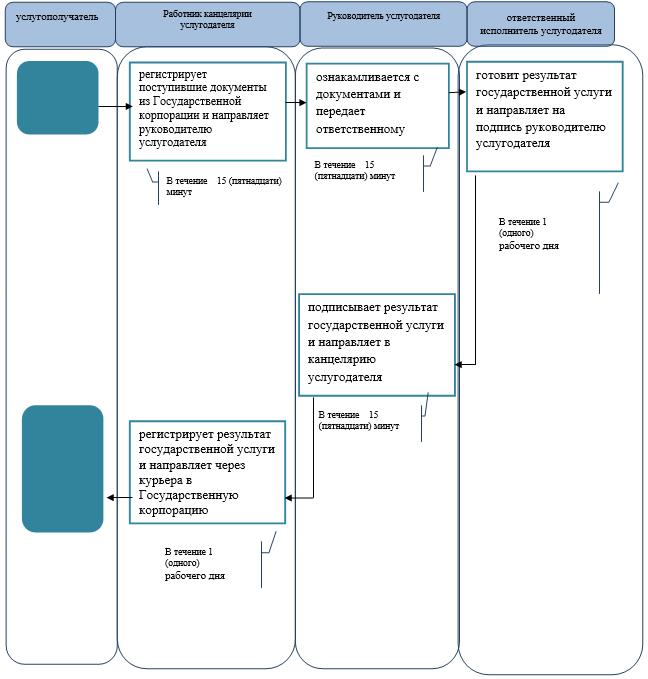 услугополучатель
Работник канцелярии
услугодателя
Руководитель услугодателя
ответственный
исполнитель услугодателя
регистрирует
поступившие документы
из Государственной
корпорации и направляет
руководителю
услугодателя
ознакамливается с
документами и
передает
ответственному
готовит результат
государственной услуги
и направляет на
подпись руководителю
услугодателя
В течение 15 (пятнадцати)
минут
В течение 15
(пятнадцати) минут
В течение 1
(одного)
рабочего дня
подписывает результат
государственной услуги
и направляет в
канцелярию
услугодателя
В течение 15
(пятнадцати) минут
регистрирует результат
государственной услуги
и направляет через
курьера в
Государственную
корпорацию
В течение 1
(одного)
рабочего дня